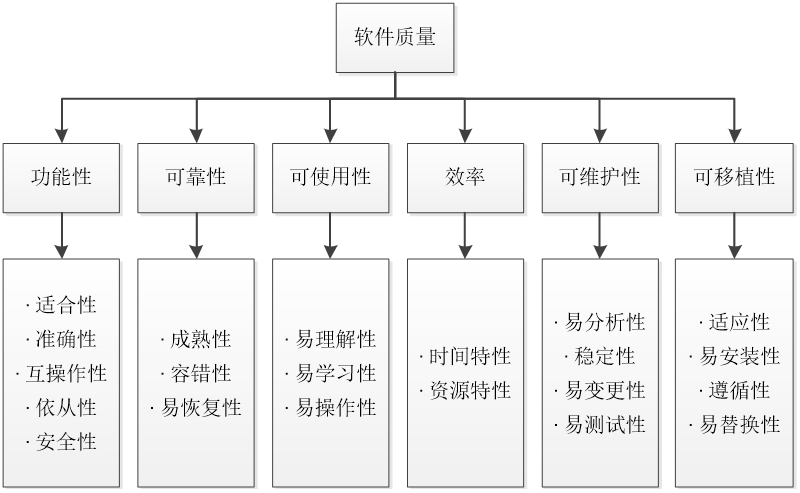 软件质量
功能性
可靠性
可使用性
效率
可维护性
可移植性
·适合性
·准确性
·互操作性
·依从性
·安全性
·成熟性
·容错性
·易恢复性
·易理解性
·易学习性
·易操作性
·时间特性
·资源特性
·易分析性
·稳定性
·易变更性
·易测试性
·适应性
·易安装性
·遵循性
·易替换性